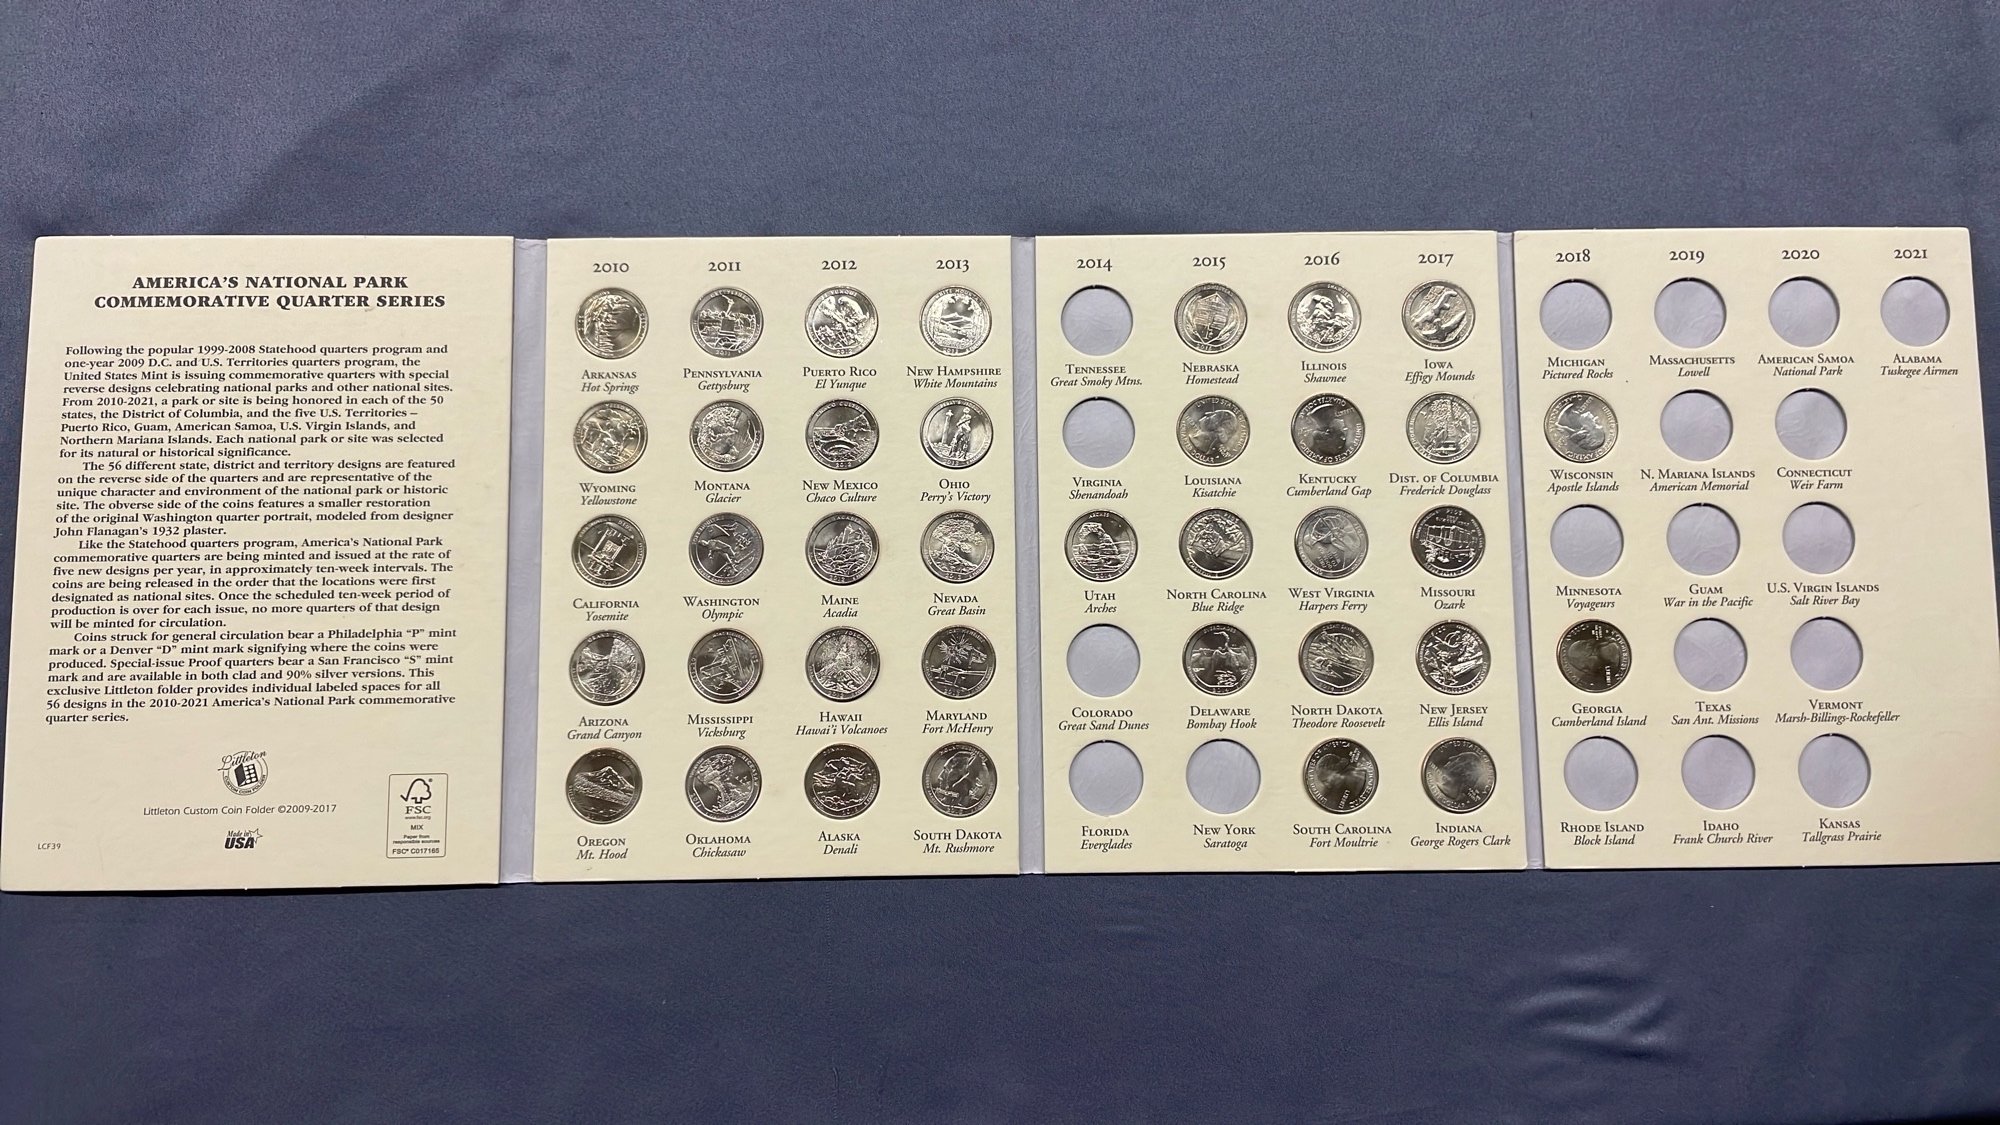 AMERICA'S NATIONAL PARK
COMMEMORATIVE QUARTER SERIES
Following the popular 1999-2008 Statehood quarters program and
one-year 2009 D.C. and U.S. Territories quarters program, the
United States Mint is issuing commemorative quarters with special
reverse designs celebrating national parks and other national sites.
From 2010-2021, a park or site is being honored in each of the 50
states, the District of Columbia, and the five U.S. Territories –
Puerto Rico, Guam, American Samoa, U.S. Virgin Islands, and
Northern Mariana Islands. Each national park or site was selected
for its natural or historical significance.
The 56 different state, district and territory designs are featured
on the reverse side of the quarters and are representative of the
unique character and environment of the national park or historic
site. The obverse side of the coins features a smaller restoration
of the original Washington quarter portrait, modeled from designer
John Flanagan's 1932 plaster.
Like the Statehood quarters program, America's National Park
commemorative quarters are being minted and issued at the rate of
five new designs per year, in approximately ten-week intervals. The
coins are being released in the order that the locations were first
designated as national sites. Once the scheduled ten-week period of
production is over for each issue, no more quarters of that design
will be minted for circulation.
Coins struck for general circulation bear a Philadelphia "P" mint
mark or a Denver "D" mint mark signifying where the coins were
produced. Special-issue Proof quarters bear a San Francisco "S" mint
mark and are available in both clad and 90% silver versions. This
exclusive Littleton folder provides individual labeled spaces for all
56 designs in the 2010-2021 America's National Park commemorative
quarter series.
Littleton
CUSTOM COIN FOLDER
Littleton Custom Coin Folder ©2009-2017
Made in
USA
LCF39
FSC
www.fsc.org
MIX
Paper from
responsible sources
FSC® C017165
2010 2011 2012 2013
ARKANSAS PENNSYLVANIA PUERTO RICO NEW HAMPSHIRE
Hot Springs Gettysburg El Yunque White Mountains
WYOMING MONTANA NEW MEXICO OHIO
Yellowstone Glacier Chaco Culture Perry's Victory
CALIFORNIA WASHINGTON MAINE NEVADA
Yosemite Olympic Acadia Great Basin
ARIZONA MISSISSIPPI HAWAII MARYLAND
Grand Canyon Vicksburg Hawai'i Volcanoes Fort McHenry
OREGON OKLAHOMA ALASKA SOUTH DAKOTA
Mt. Hood Chickasaw Denali Mt. Rushmore
2014 2015 2016 2017
TENNESSEE NEBRASKA ILLINOIS IOWA
Great Smoky Mtns. Homestead Shawnee Effigy Mounds
VIRGINIA LOUISIANA KENTUCKY DIST. OF COLUMBIA
Shenandoah Kisatchie Cumberland Gap Frederick Douglass
UTAH NORTH CAROLINA WEST VIRGINIA MISSOURI
Arches Blue Ridge Harpers Ferry Ozark
COLORADO DELAWARE NORTH DAKOTA NEW JERSEY
Great Sand Dunes Bombay Hook Theodore Roosevelt Ellis Island
FLORIDA NEW YORK SOUTH CAROLINA INDIANA
Everglades Saratoga Fort Moultrie George Rogers Clark
2018 2019 2020 2021
MICHIGAN MASSACHUSETTS AMERICAN SAMOA ALABAMA
Pictured Rocks Lowell National Park Tuskegee Airmen
WISCONSIN N. MARIANA ISLANDS CONNECTICUT
Apostle Islands American Memorial Weir Farm
MINNESOTA GUAM U.S. VIRGIN ISLANDS
Voyageurs War in the Pacific Salt River Bay
GEORGIA TEXAS VERMONT
Cumberland Island San Ant. Missions Marsh-Billings-Rockefeller
RHODE ISLAND IDAHO KANSAS
Block Island Frank Church River Tallgrass Prairie